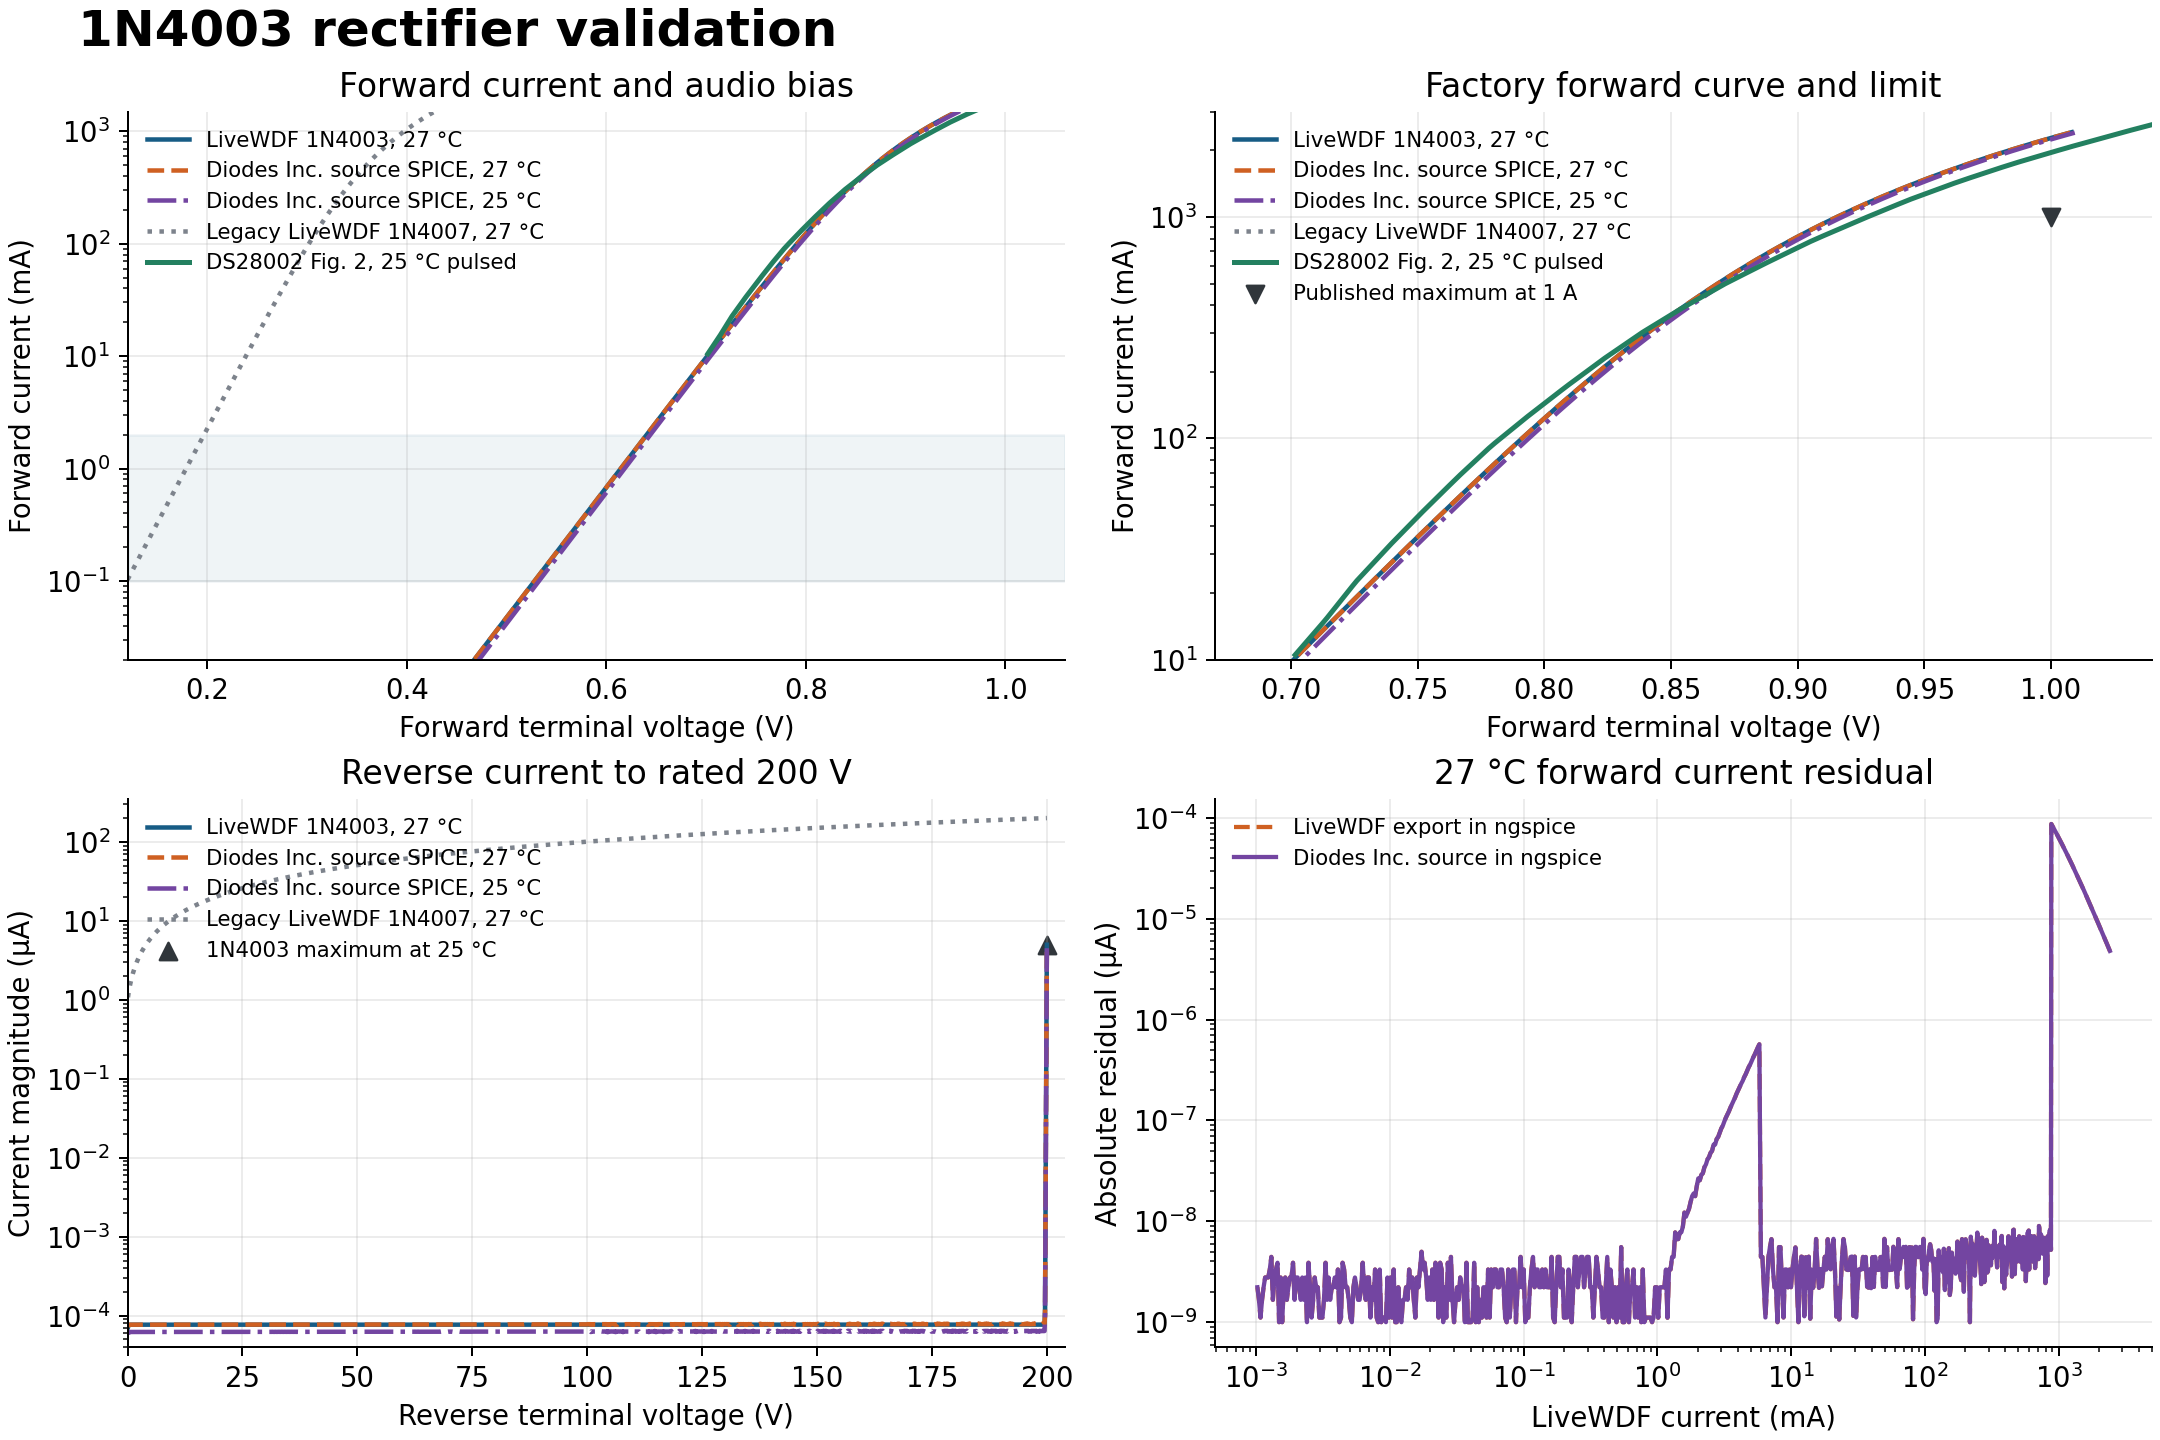 1N4003 rectifier validation
Forward current and audio bias
Forward current (mA)
10³
10²
10¹
10⁰
10⁻¹
LiveWDF 1N4003, 27 °C
Diodes Inc. source SPICE, 27 °C
Diodes Inc. source SPICE, 25 °C
Legacy LiveWDF 1N4007, 27 °C
DS28002 Fig. 2, 25 °C pulsed
0.2 0.4 0.6 0.8 1.0
Forward terminal voltage (V)
Factory forward curve and limit
Forward current (mA)
10³
10²
10¹
LiveWDF 1N4003, 27 °C
Diodes Inc. source SPICE, 27 °C
Diodes Inc. source SPICE, 25 °C
Legacy LiveWDF 1N4007, 27 °C
DS28002 Fig. 2, 25 °C pulsed
Published maximum at 1 A
0.70 0.75 0.80 0.85 0.90 0.95 1.00
Forward terminal voltage (V)
Reverse current to rated 200 V
Current magnitude (µA)
10²
10¹
10⁰
10⁻¹
10⁻²
10⁻³
10⁻⁴
LiveWDF 1N4003, 27 °C
Diodes Inc. source SPICE, 27 °C
Diodes Inc. source SPICE, 25 °C
Legacy LiveWDF 1N4007, 27 °C
1N4003 maximum at 25 °C
0 25 50 75 100 125 150 175 200
Reverse terminal voltage (V)
27 °C forward current residual
Absolute residual (µA)
10⁻⁴
10⁻⁵
10⁻⁶
10⁻⁷
10⁻⁸
10⁻⁹
LiveWDF export in ngspice
Diodes Inc. source in ngspice
10⁻³ 10⁻² 10⁻¹ 10⁰ 10¹ 10² 10³
LiveWDF current (mA)